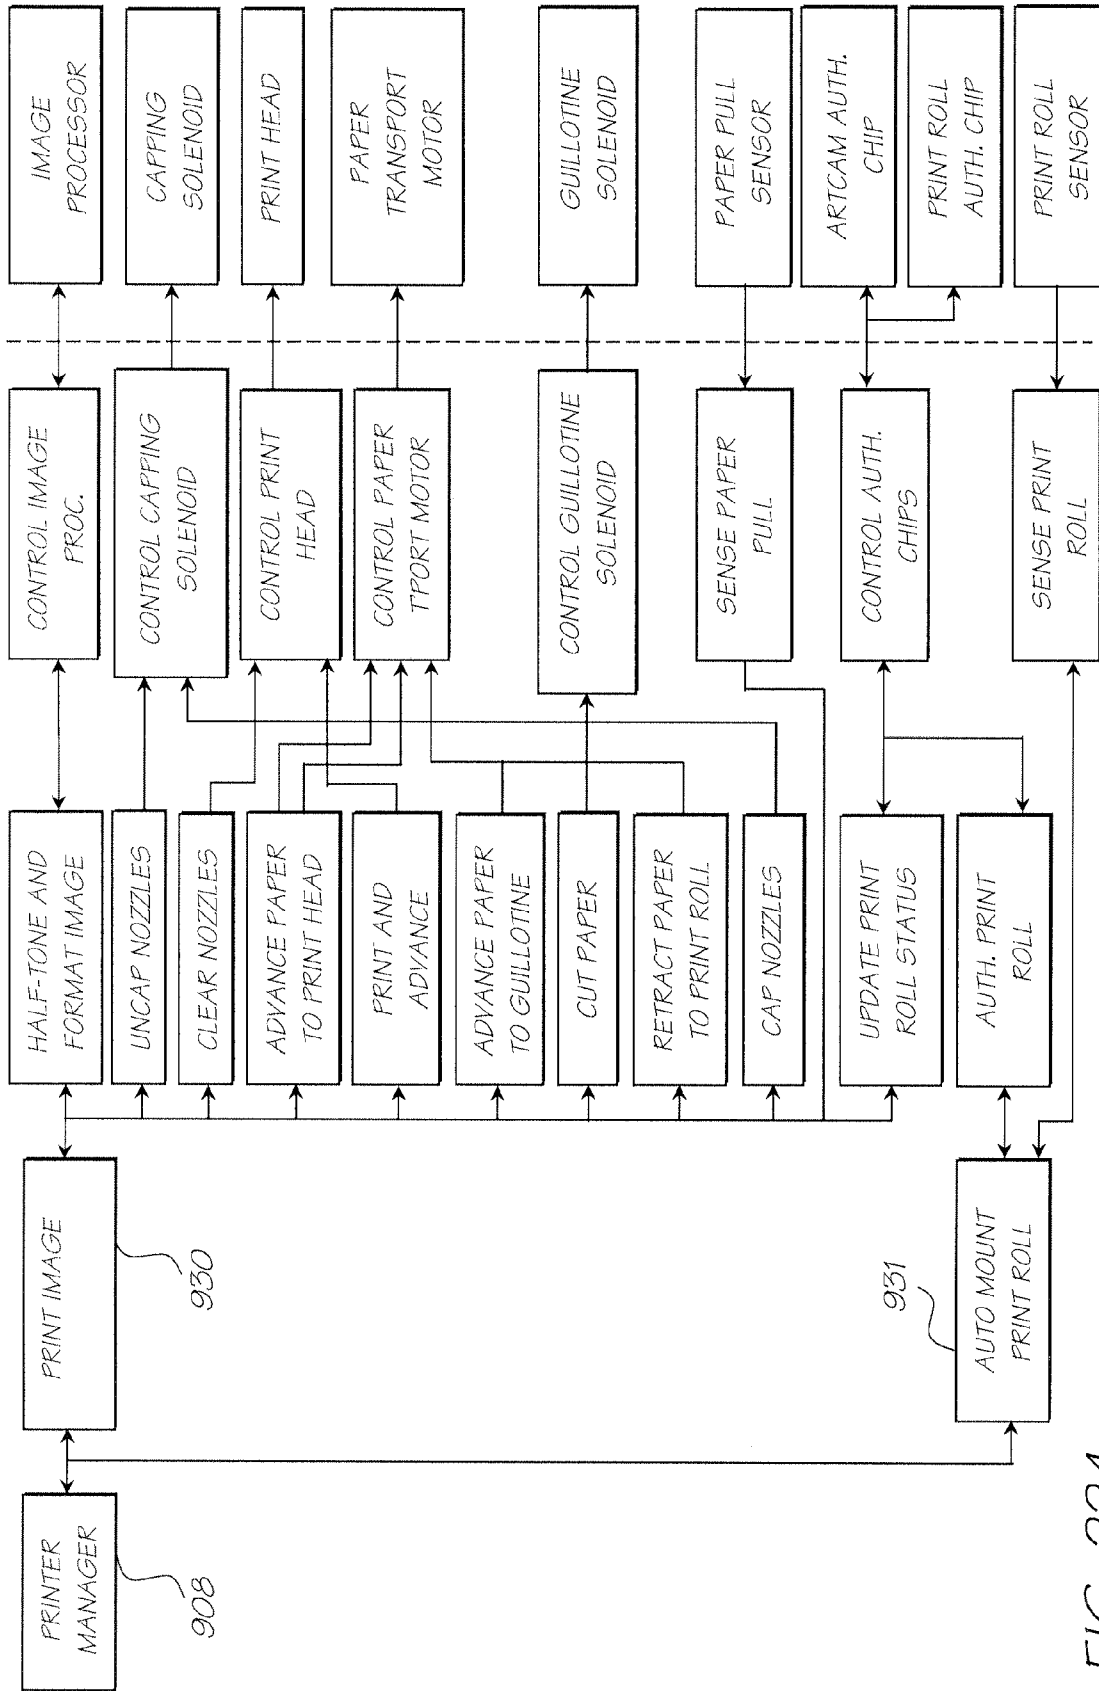 PRINTER
MANAGER
908
PRINT IMAGE
930
AUTO MOUNT
PRINT ROLL
931
HALF-TONE AND
FORMAT IMAGE
UNCAP NOZZLES
CLEAR NOZZLES
ADVANCE PAPER
TO PRINT HEAD
PRINT AND
ADVANCE
ADVANCE PAPER
TO GUILLOTINE
CUT PAPER
RETRACT PAPER
TO PRINT ROLL
CAP NOZZLES
UPDATE PRINT
ROLL STATUS
AUTH. PRINT
ROLL
CONTROL IMAGE
PROC.
CONTROL CAPPING
SOLENOID
CONTROL PRINT
HEAD
CONTROL PAPER
T'PORT MOTOR
CONTROL GUILLOTINE
SOLENOID
SENSE PAPER
PULL
CONTROL AUTH.
CHIPS
SENSE PRINT
ROLL
IMAGE
PROCESSOR
CAPPING
SOLENOID
PRINT HEAD
PAPER
TRANSPORT
MOTOR
GUILLOTINE
SOLENOID
PAPER PULL
SENSOR
ARTCAM AUTH.
CHIP
PRINT ROLL
AUTH. CHIP
PRINT ROLL
SENSOR
FIG.